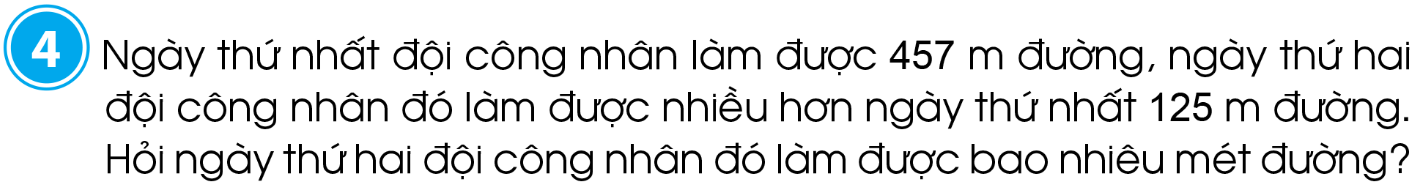 4 Ngày thứ nhất đội công nhân làm được 457 m đường, ngày thứ hai
đội công nhân đó làm được nhiều hơn ngày thứ nhất 125 m đường.
Hỏi ngày thứ hai đội công nhân đó làm được bao nhiêu mét đường?